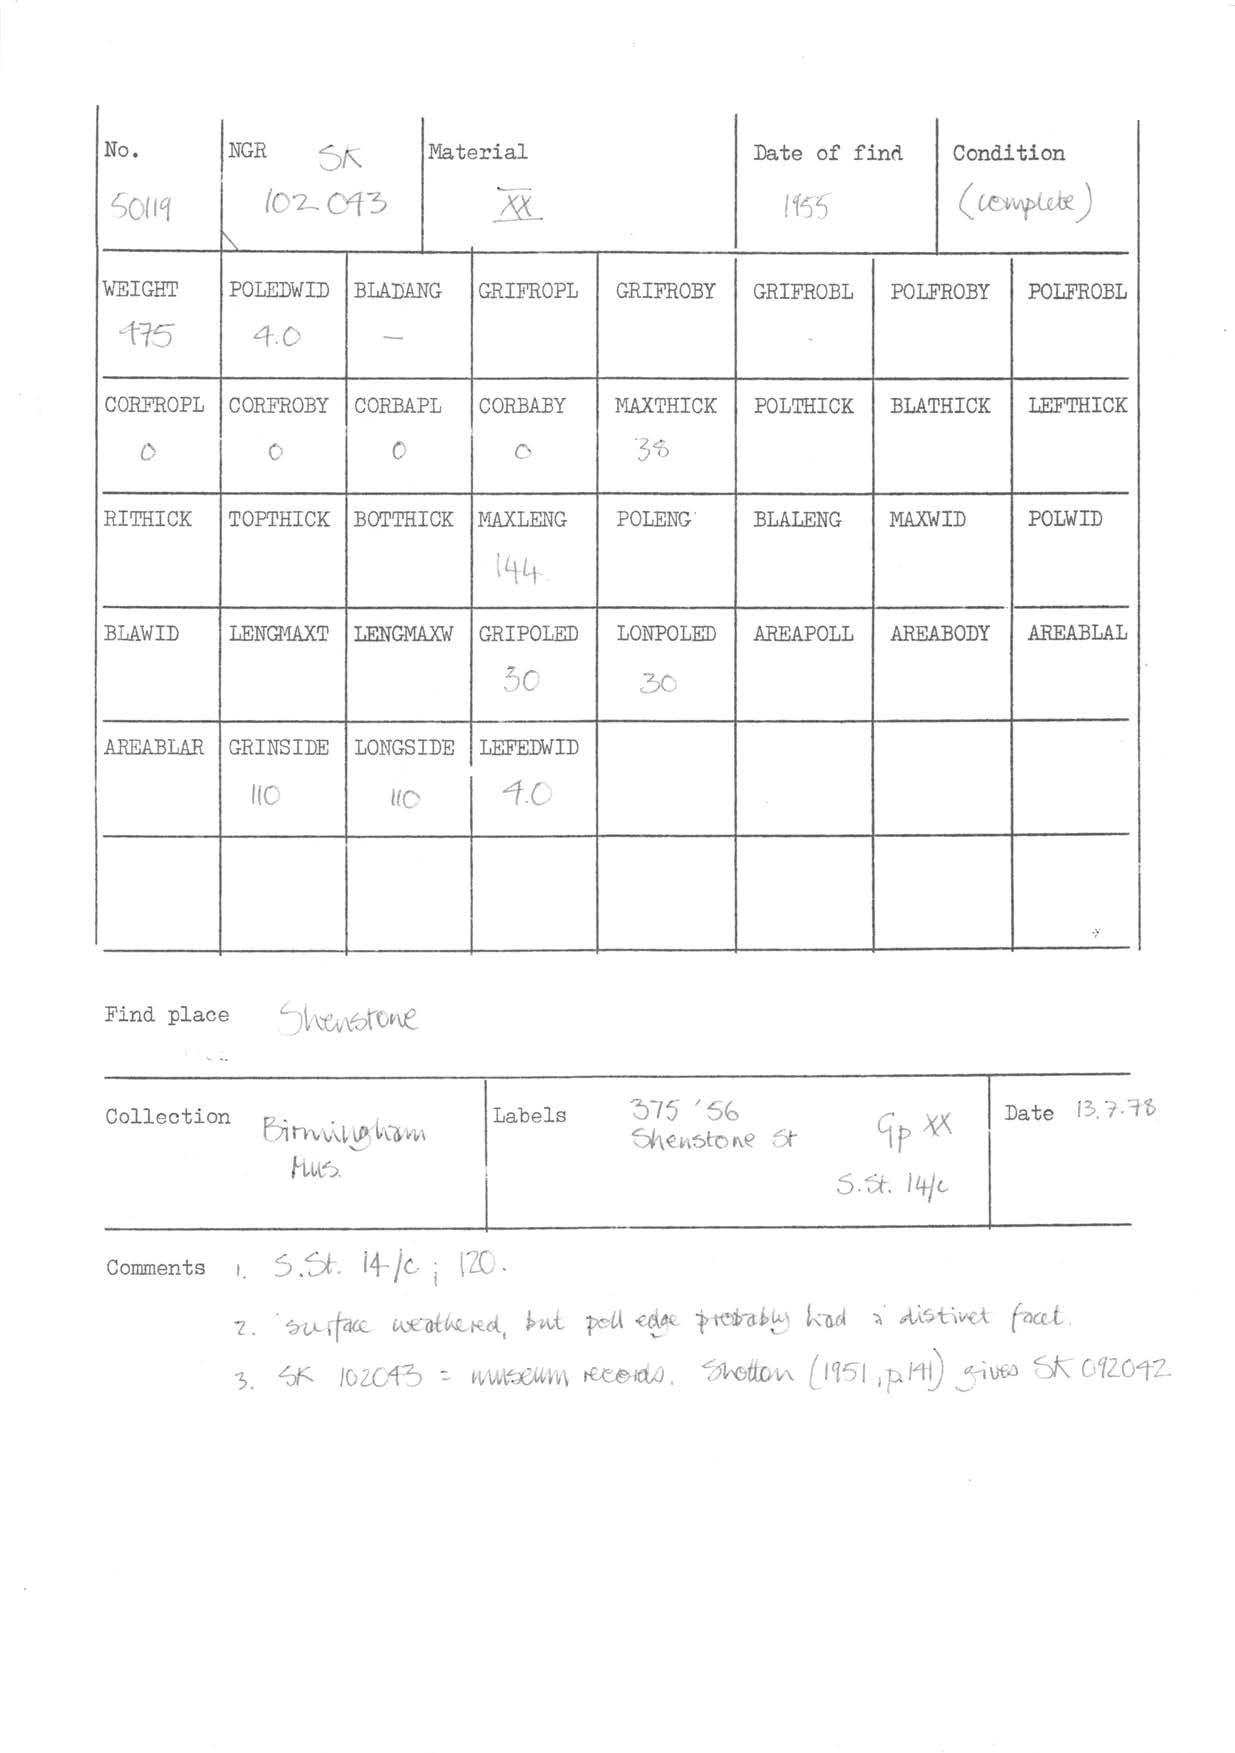 No. NGR SK Material Date of find Condition
50119 102 043 XX 1955 (complete)
WEIGHT POLEDWID BLADANG GRIFROPL GRIFROBY GRIFROBL POLFROBY POLFROBL
475 4.0 —
CORFROPL CORFROBY CORBAPL CORBABY MAXTHICK POLTHICK BLATHICK LEFTHICK
0 0 0 0 38
RITHICK TOPTHICK BOTTHICK MAXLENG POLENG BLALENG MAXWID POLWID
144
BLAWID LENGMAXT LENGMAXW GRIPOLED LONPOLED AREAPOLL AREABODY AREABLAL
30 30
AREABLAR GRINSIDE LONGSIDE LEFEDWID
110 110 4.0
Find place Shenstone
Collection Birmingham Mus.
Labels 375 '56
Shenstone St Gp XX
S.St. 14/c
Date 13.7.78
Comments 1. S.St. 14/c ; 120.
2. surface weathered, but poll edge probably had a distinct facet.
3. SK 102043 = museum records. Shotton (1951, p.141) gives SK 092042